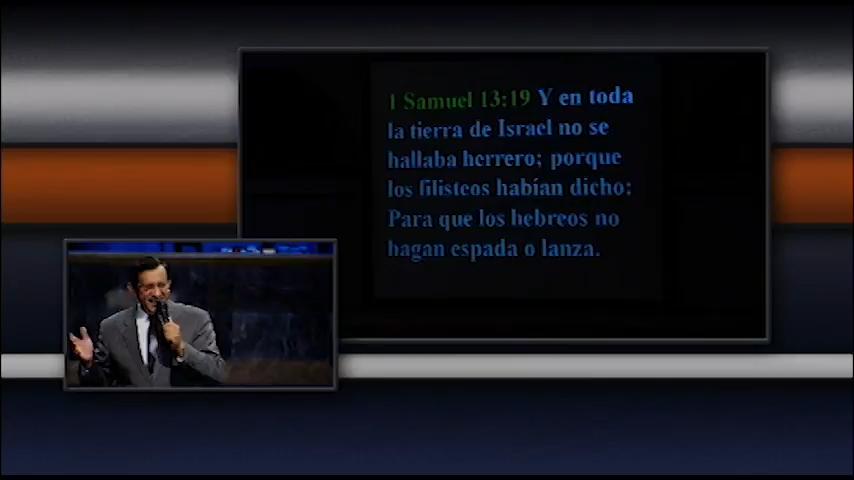 1 Samuel 13:19 Y en toda
la tierra de Israel no se
hallaba herrero; porque
los filisteos habían dicho:
Para que los hebreos no
hagan espada o lanza.